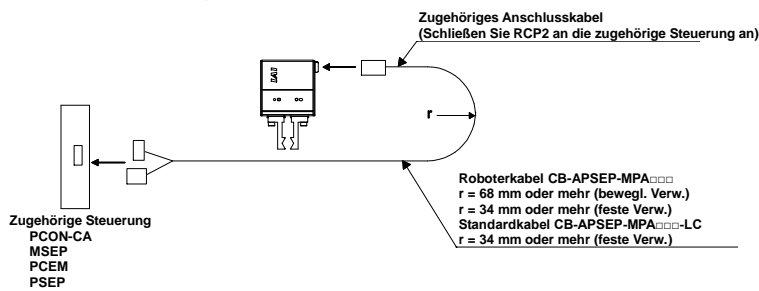 Zugehöriges Anschlusskabel
(Schließen Sie RCP2 an die zugehörige Steuerung an)
IAI
r
Roboterkabel CB-APSEP-MPA□□□
r = 68 mm oder mehr (bewegl. Verw.)
r = 34 mm oder mehr (feste Verw.)
Standardkabel CB-APSEP-MPA□□□-LC
r = 34 mm oder mehr (feste Verw.)
Zugehörige Steuerung
PCON-CA
MSEP
PCEM
PSEP